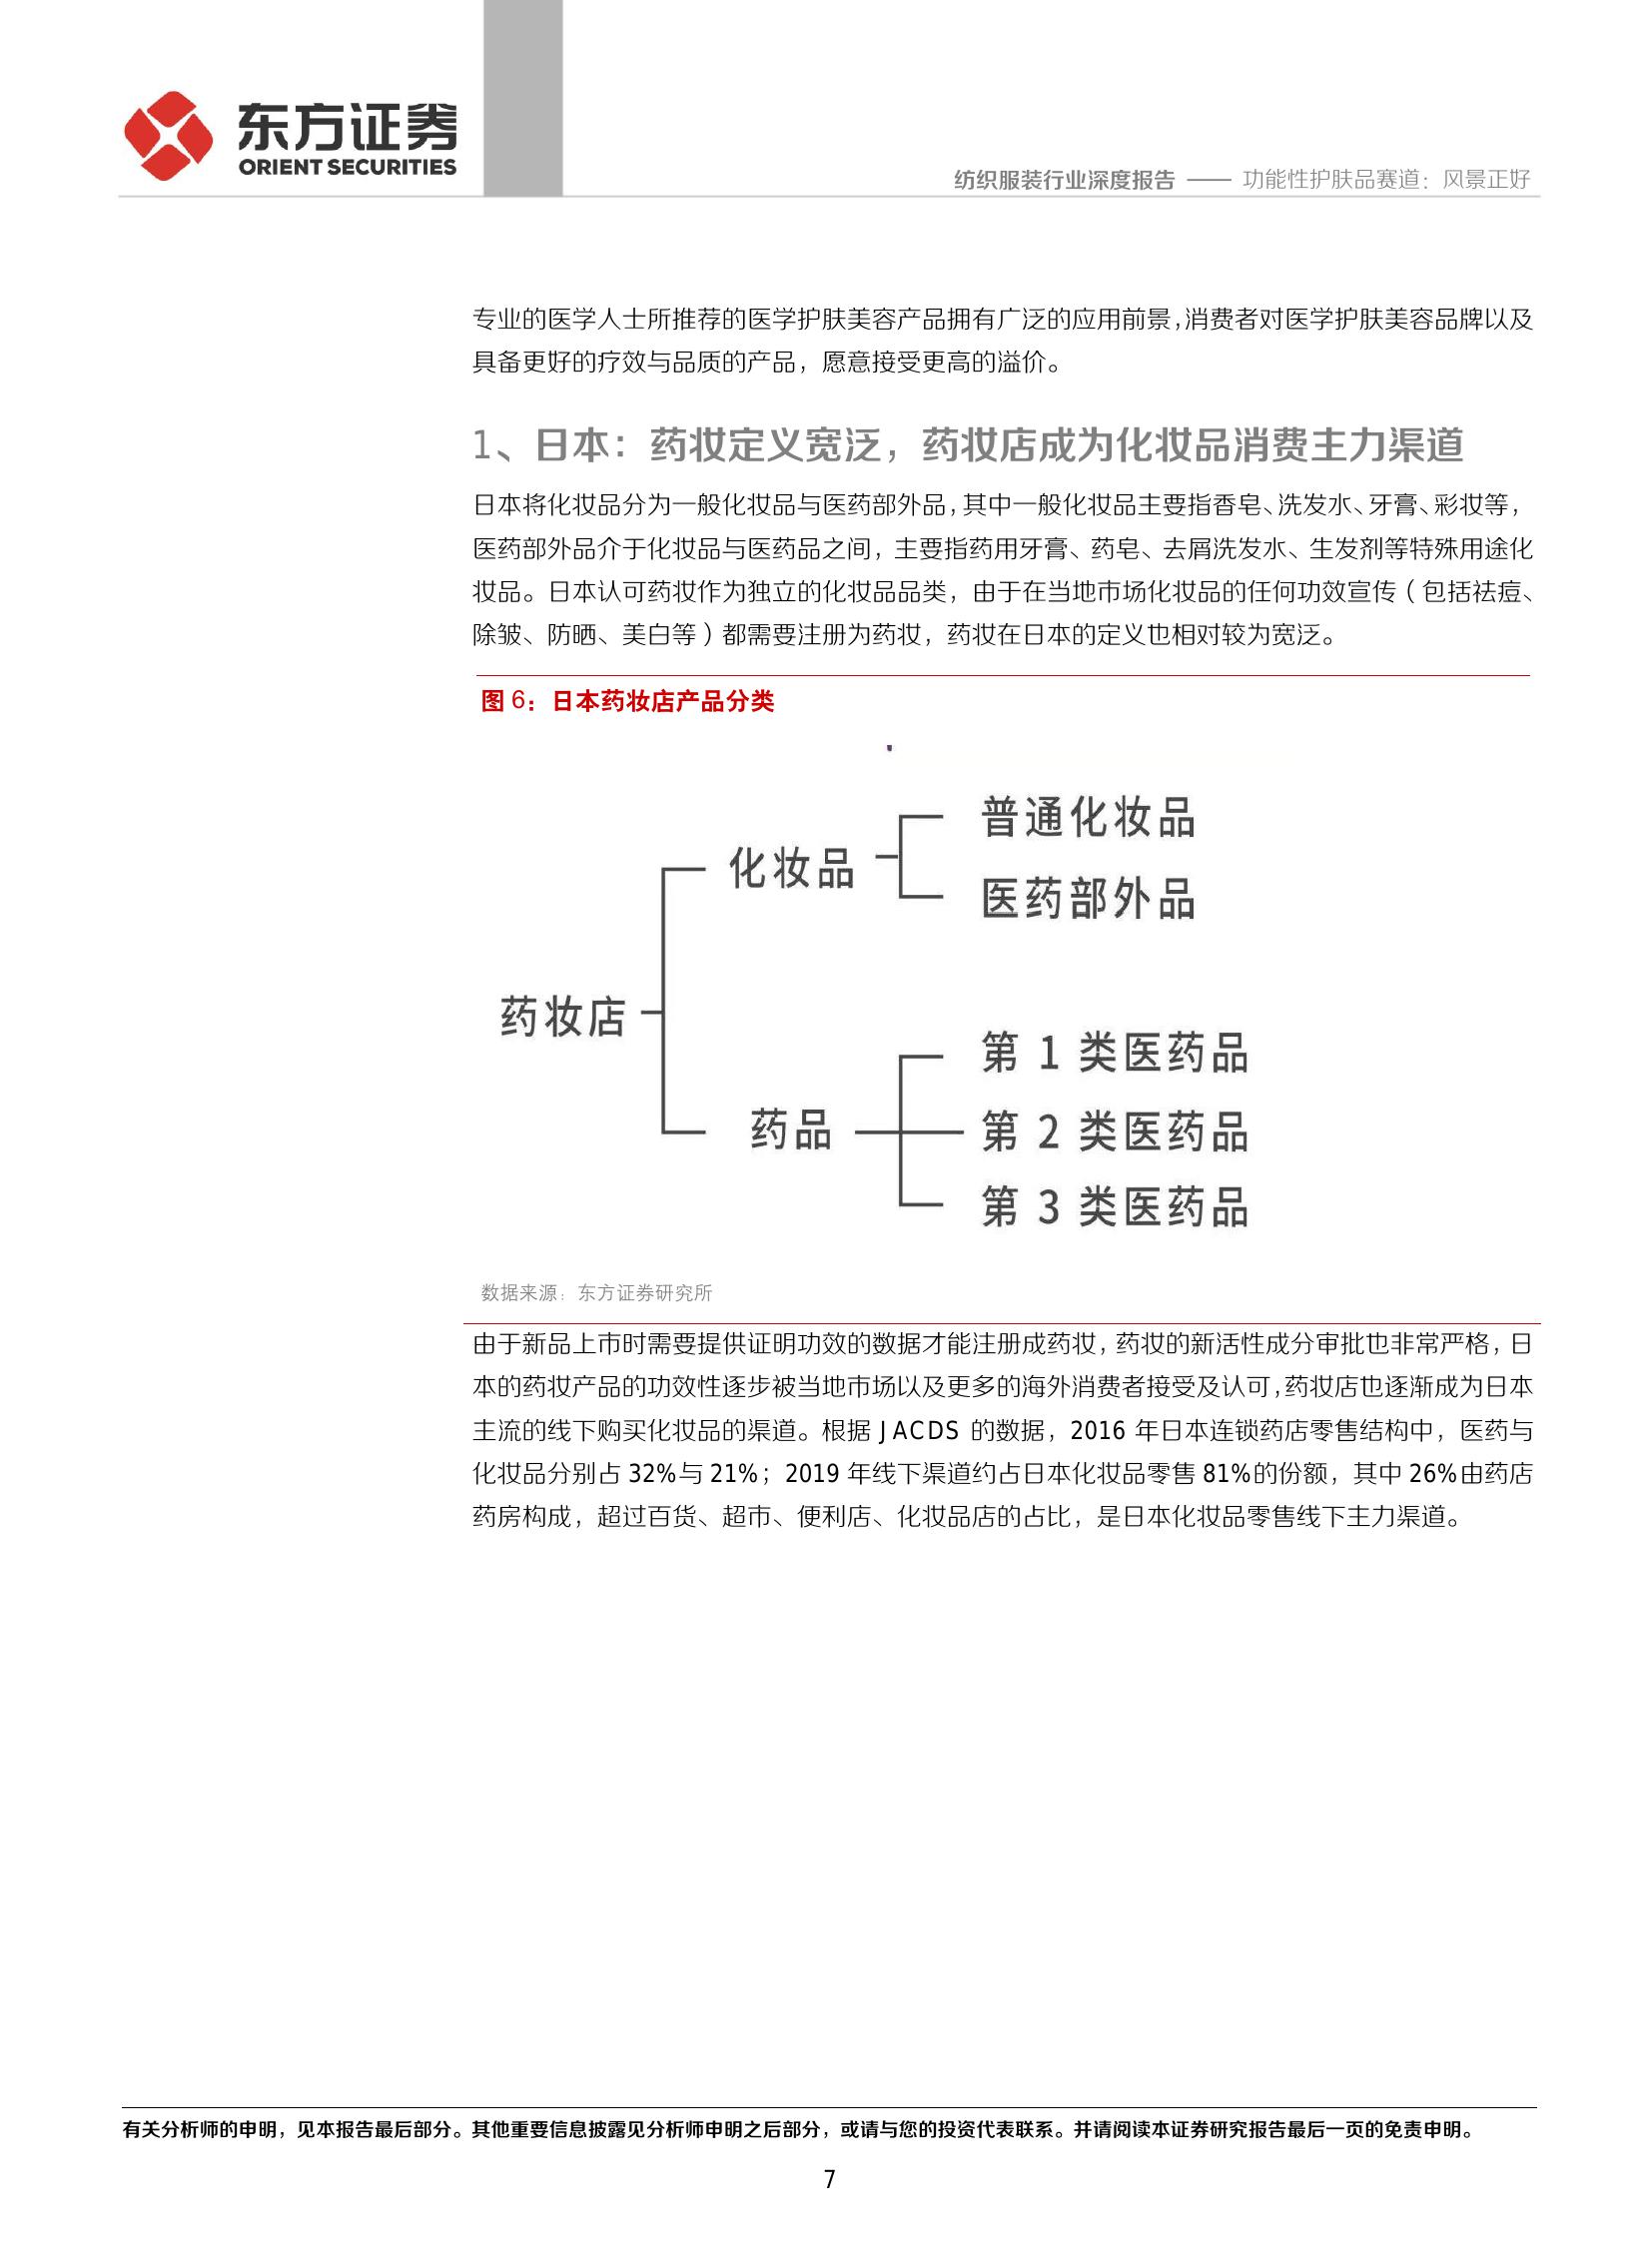 东方证券
ORIENT SECURITIES
纺织服装行业深度报告 —— 功能性护肤品赛道：风景正好
专业的医学人士所推荐的医学护肤美容产品拥有广泛的应用前景，消费者对医学护肤美容品牌以及
具备更好的疗效与品质的产品，愿意接受更高的溢价。
1、日本：药妆定义宽泛，药妆店成为化妆品消费主力渠道
日本将化妆品分为一般化妆品与医药部外品，其中一般化妆品主要指香皂、洗发水、牙膏、彩妆等，
医药部外品介于化妆品与医药品之间，主要指药用牙膏、药皂、去屑洗发水、生发剂等特殊用途化
妆品。日本认可药妆作为独立的化妆品品类，由于在当地市场化妆品的任何功效宣传（包括祛痘、
除皱、防晒、美白等）都需要注册为药妆，药妆在日本的定义也相对较为宽泛。
图 6：日本药妆店产品分类
普通化妆品
化妆品
医药部外品
药妆店
第 1 类医药品
药品
第 2 类医药品
第 3 类医药品
数据来源：东方证券研究所
由于新品上市时需要提供证明功效的数据才能注册成药妆，药妆的新活性成分审批也非常严格，日
本的药妆产品的功效性逐步被当地市场以及更多的海外消费者接受及认可，药妆店也逐渐成为日本
主流的线下购买化妆品的渠道。根据 JACDS 的数据，2016 年日本连锁药店零售结构中，医药与
化妆品分别占 32%与 21%；2019 年线下渠道约占日本化妆品零售 81%的份额，其中 26%由药店
药房构成，超过百货、超市、便利店、化妆品店的占比，是日本化妆品零售线下主力渠道。
有关分析师的申明，见本报告最后部分。其他重要信息披露见分析师申明之后部分，或请与您的投资代表联系。并请阅读本证券研究报告最后一页的免责申明。
7